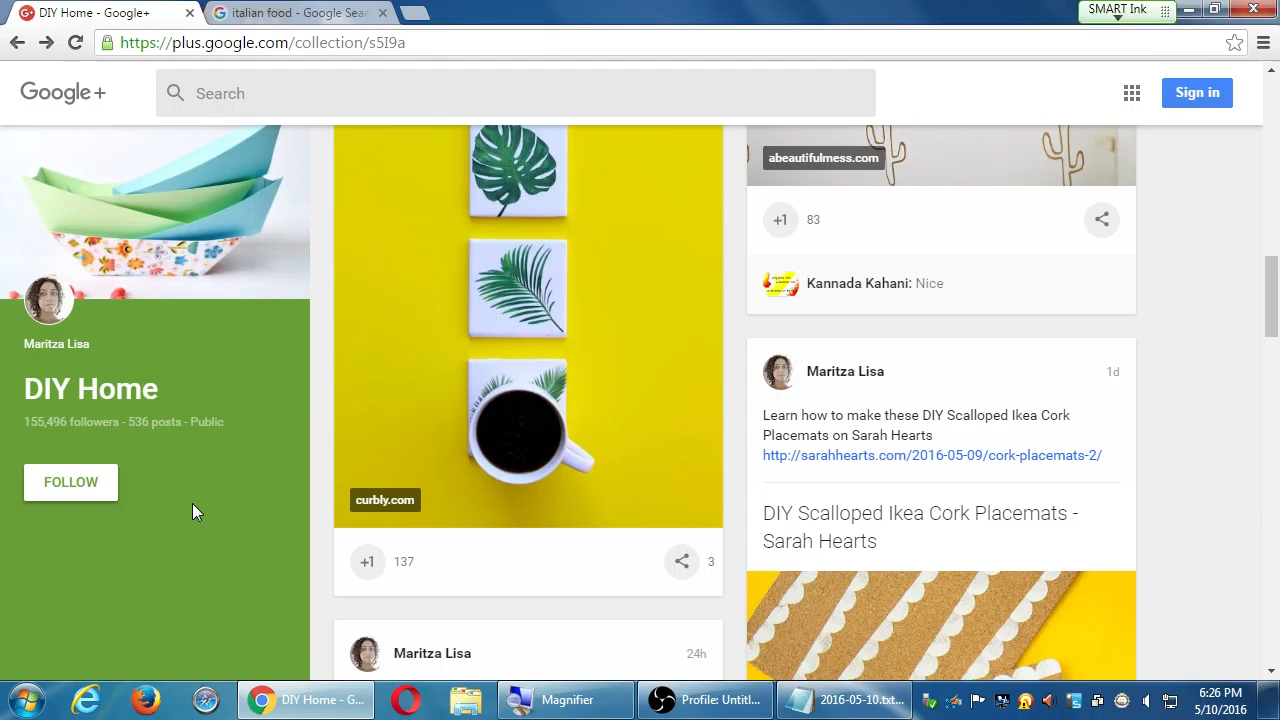 DIY Home - Google+
italian food - Google Sear
SMART Ink
https://plus.google.com/collection/s5I9a
Google+
Search
Sign in
Maritza Lisa
DIY Home
155,496 followers - 536 posts - Public
FOLLOW
curbly.com
+1
137
3
Maritza Lisa
24h
abeautifulmess.com
+1
83
Kannada Kahani: Nice
Maritza Lisa
1d
Learn how to make these DIY Scalloped Ikea Cork
Placemats on Sarah Hearts
http://sarahhearts.com/2016-05-09/cork-placemats-2/
DIY Scalloped Ikea Cork Placemats -
Sarah Hearts
DIY Home - G...
Magnifier
Profile: Untitl...
2016-05-10.txt...
6:26 PM
5/10/2016